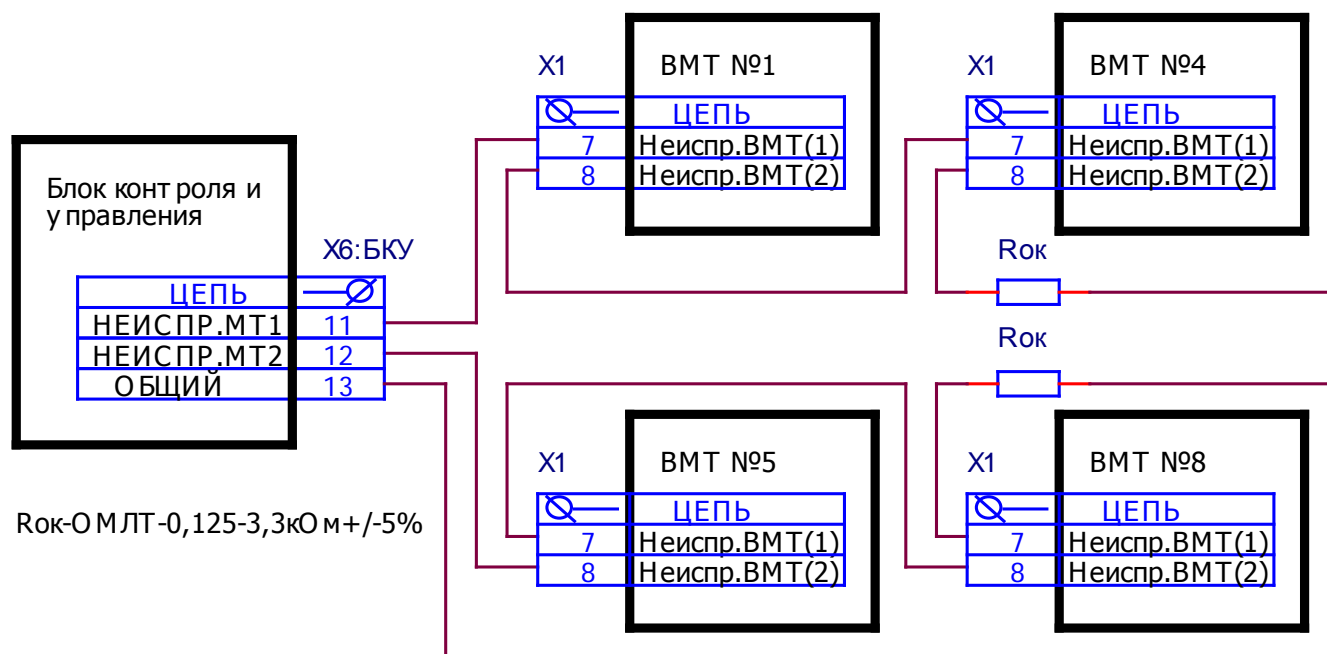 X1
ВМТ №1
ЦЕПЬ
7 Неиспр.ВМТ(1)
8 Неиспр.ВМТ(2)
X1
ВМТ №4
ЦЕПЬ
7 Неиспр.ВМТ(1)
8 Неиспр.ВМТ(2)
Блок контроля и
управления
X6:БКУ
ЦЕПЬ
НЕИСПР.МТ1 11
НЕИСПР.МТ2 12
ОБЩИЙ 13
Rок
Rок
X1
ВМТ №5
ЦЕПЬ
7 Неиспр.ВМТ(1)
8 Неиспр.ВМТ(2)
X1
ВМТ №8
ЦЕПЬ
7 Неиспр.ВМТ(1)
8 Неиспр.ВМТ(2)
Rок-ОМЛТ-0,125-3,3кОм+/-5%